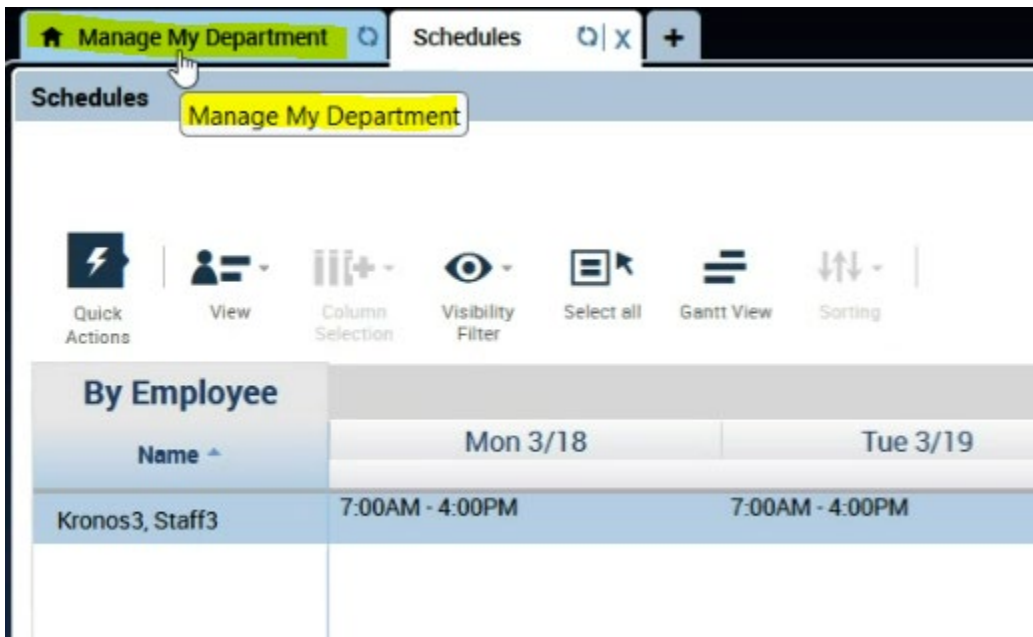 Manage My Department
Schedules
X
+
Schedules
Manage My Department
Quick
Actions
View
Column
Selection
Visibility
Filter
Select all
Gantt View
Sorting
By Employee
Name
Mon 3/18
Tue 3/19
Kronos3, Staff3
7:00AM - 4:00PM
7:00AM - 4:00PM